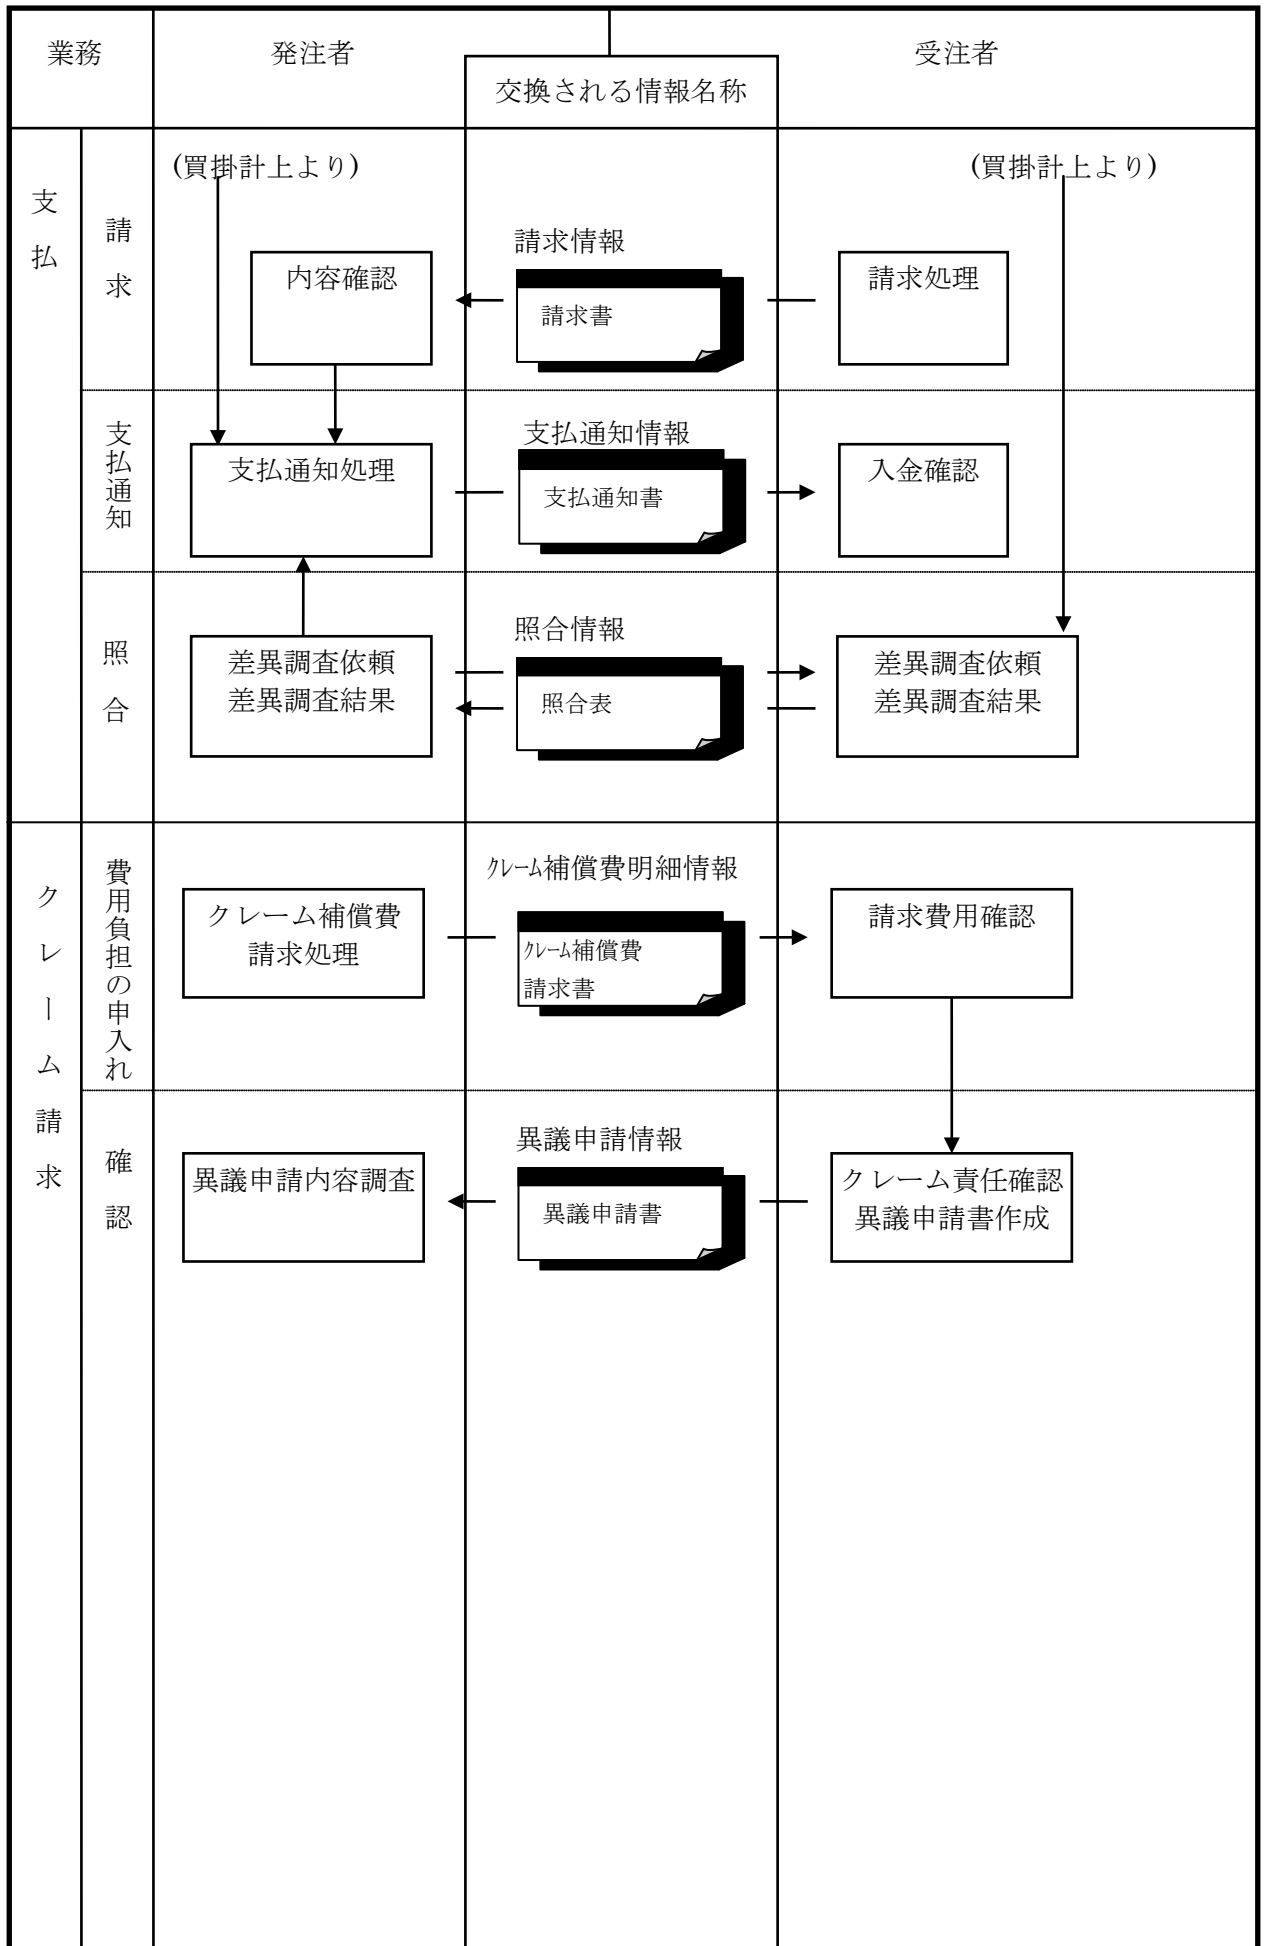 業務
発注者
受注者
交換される情報名称
(買掛計上より)
(買掛計上より)
支払
請求
請求情報
内容確認
請求書
請求処理
支払通知
支払通知情報
支払通知処理
支払通知書
入金確認
照合
照合情報
差異調査依頼
差異調査結果
照合表
差異調査依頼
差異調査結果
クレーム請求
費用負担の申入れ
ｸﾚｰﾑ補償費明細情報
クレーム補償費
請求処理
ｸﾚｰﾑ補償費
請求書
請求費用確認
確認
異議申請情報
異議申請内容調査
異議申請書
クレーム責任確認
異議申請書作成